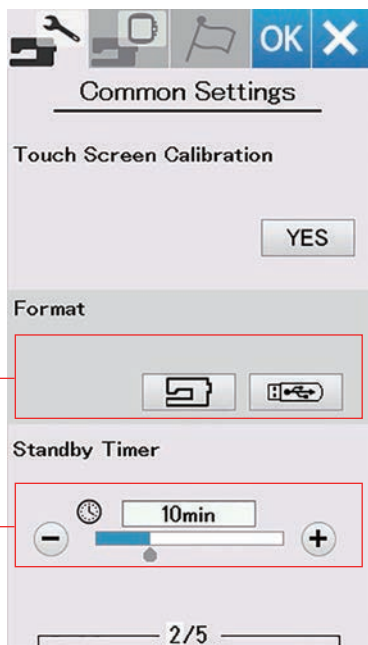 OK
Common Settings
Touch Screen Calibration
YES
Format
Standby Timer
10min
2/5